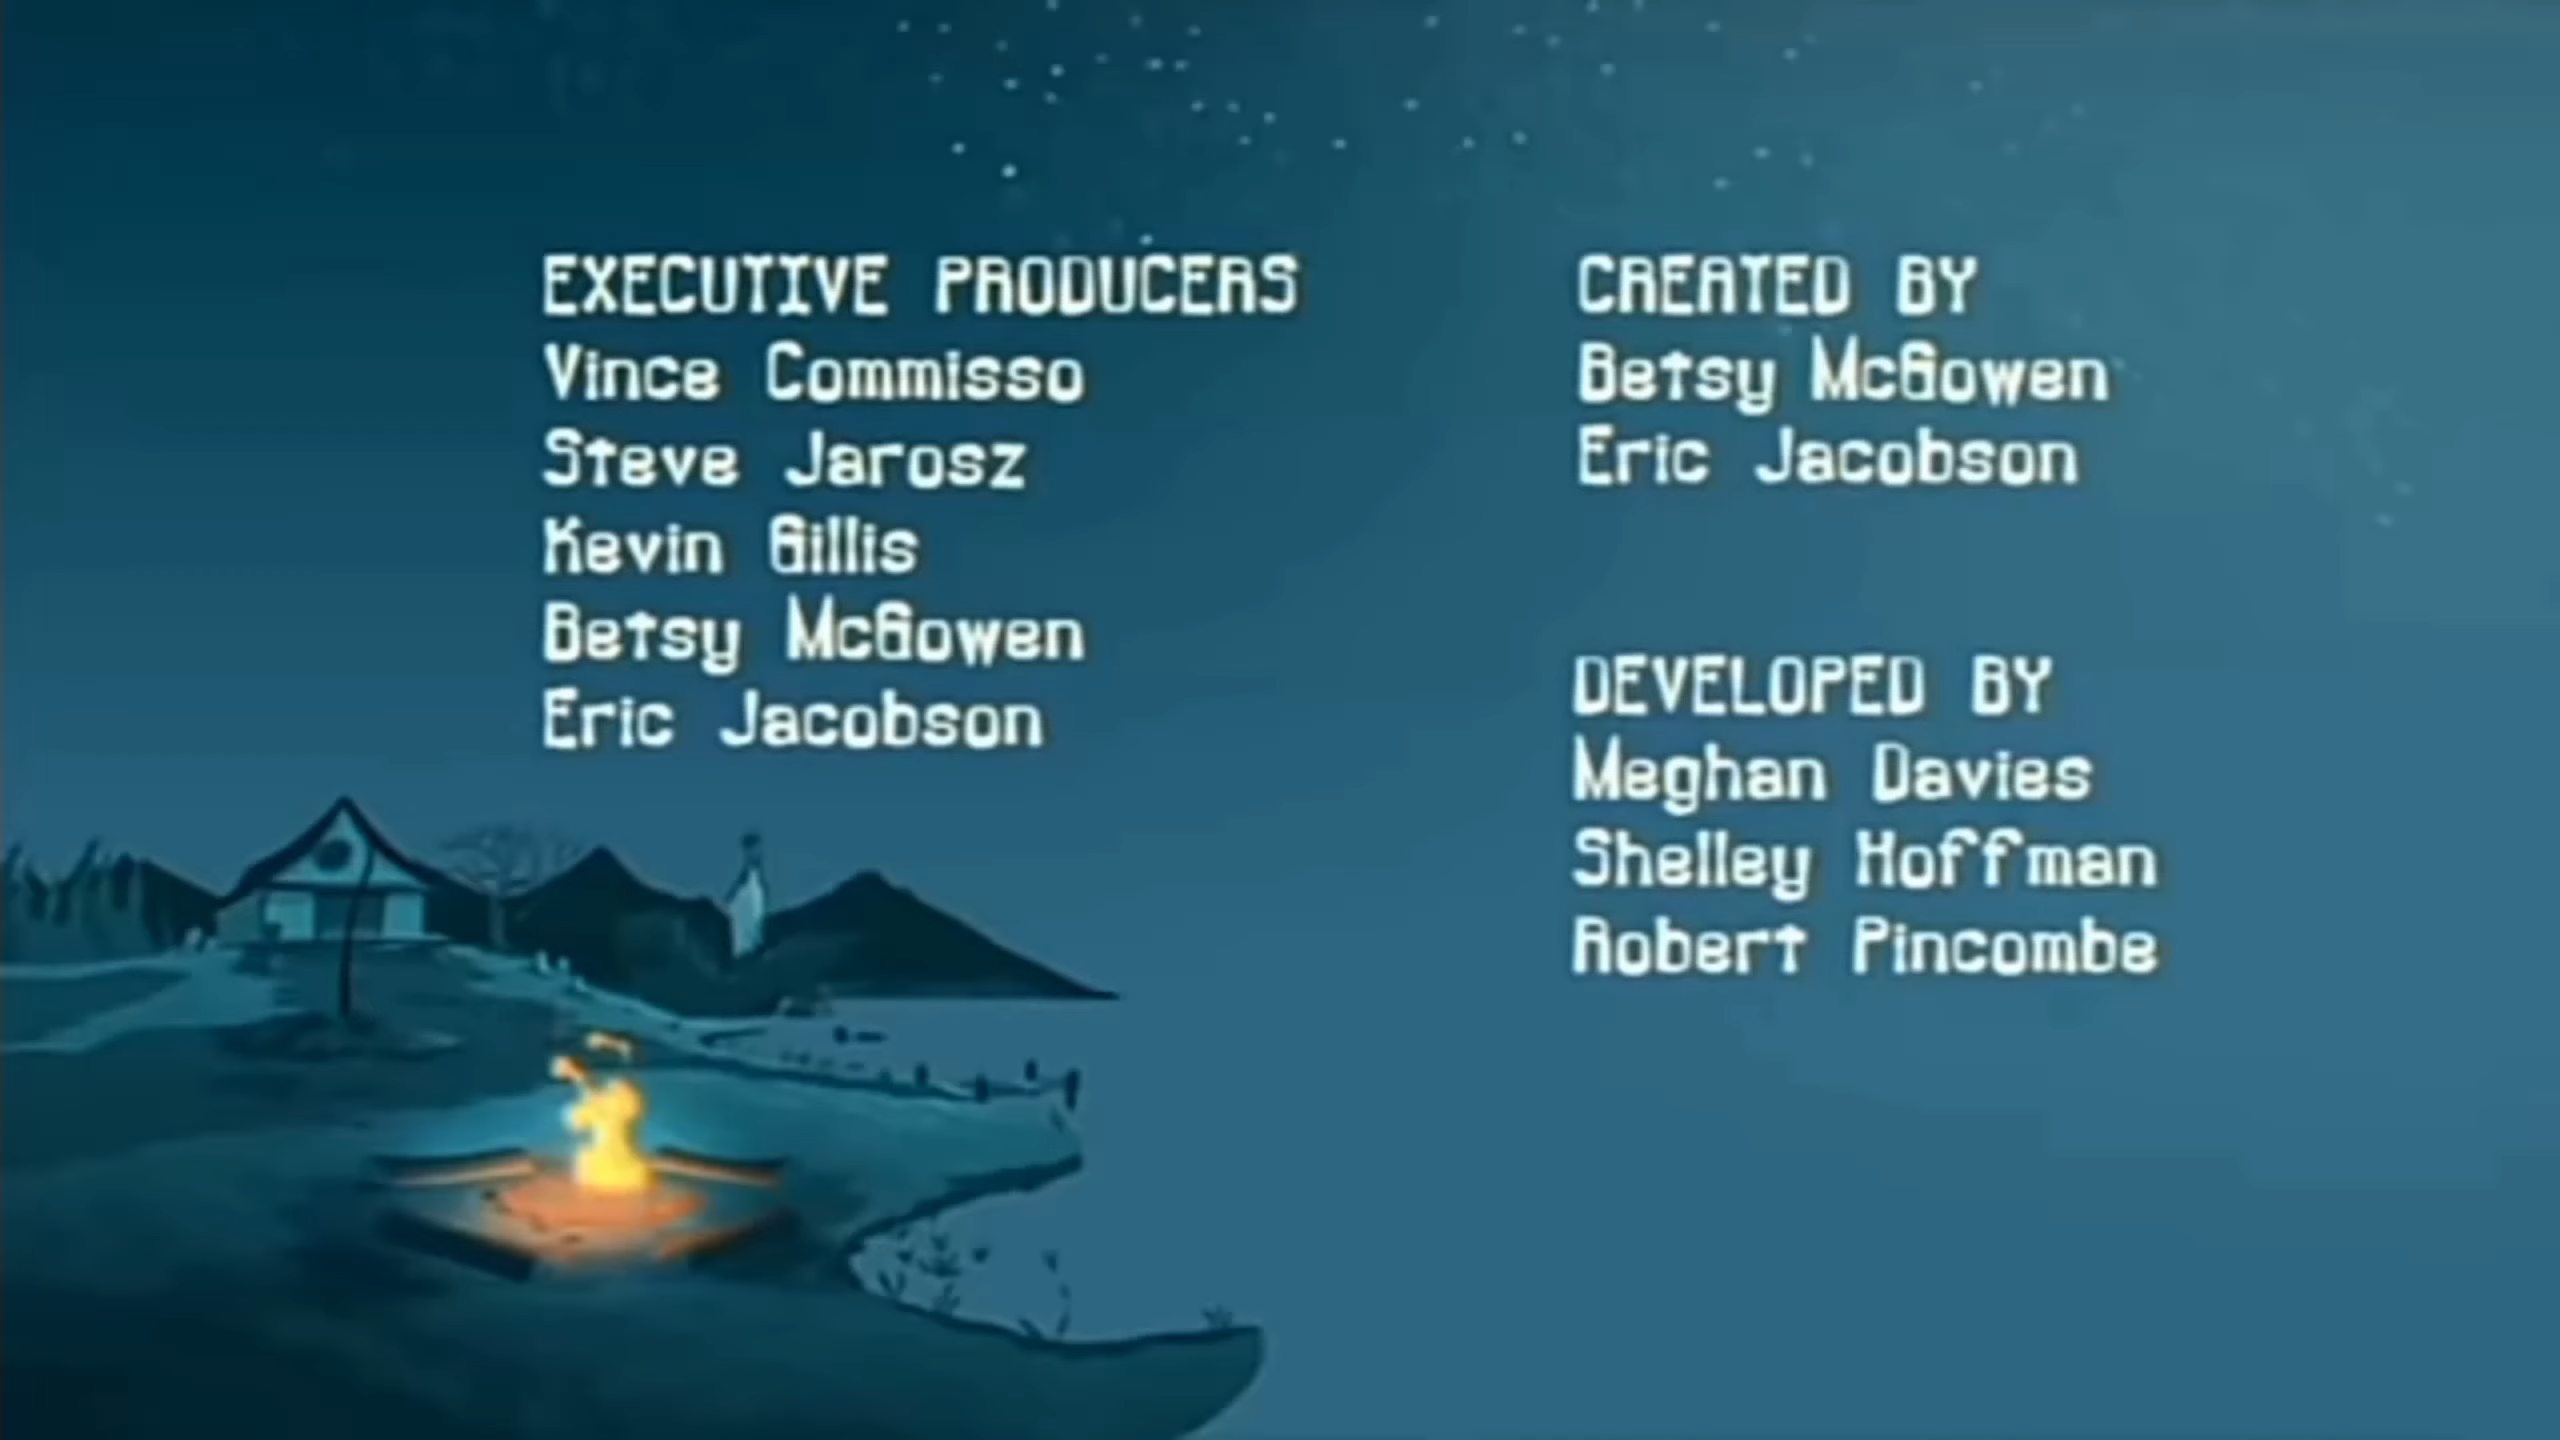 EXECUTIVE PRODUCERS
Vince Commisso
Steve Jarosz
Kevin Gillis
Betsy McGowen
Eric Jacobson
CREATED BY
Betsy McGowen
Eric Jacobson
DEVELOPED BY
Meghan Davies
Shelley Hoffman
Robert Pincombe